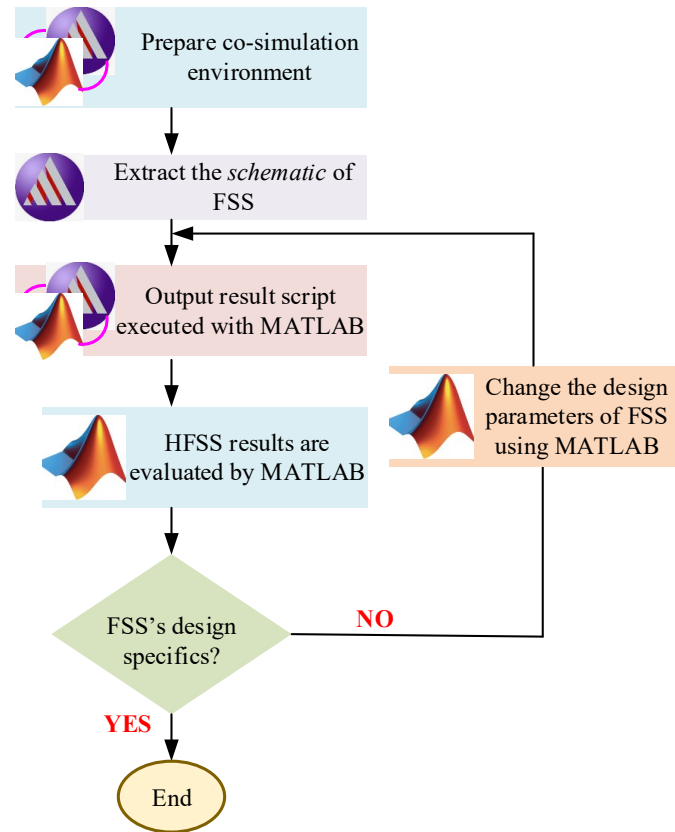 Prepare co-simulation
environment
Extract the schematic of
FSS
Output result script
executed with MATLAB
HFSS results are
evaluated by MATLAB
Change the design
parameters of FSS
using MATLAB
FSS's design
specifics?
NO
YES
End